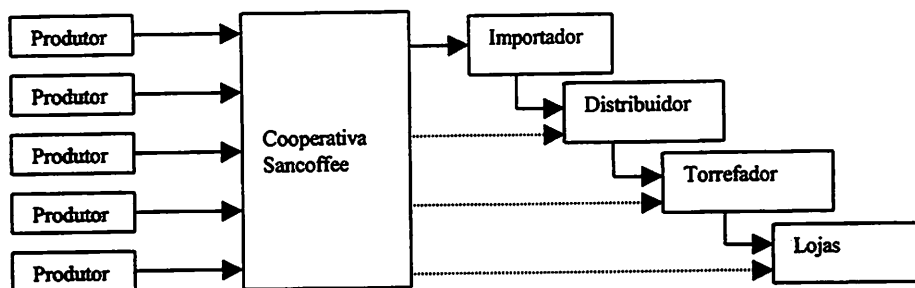 Produtor
Produtor
Produtor
Produtor
Produtor
Cooperativa
Sancoffee
Importador
Distribuidor
Torrefador
Lojas